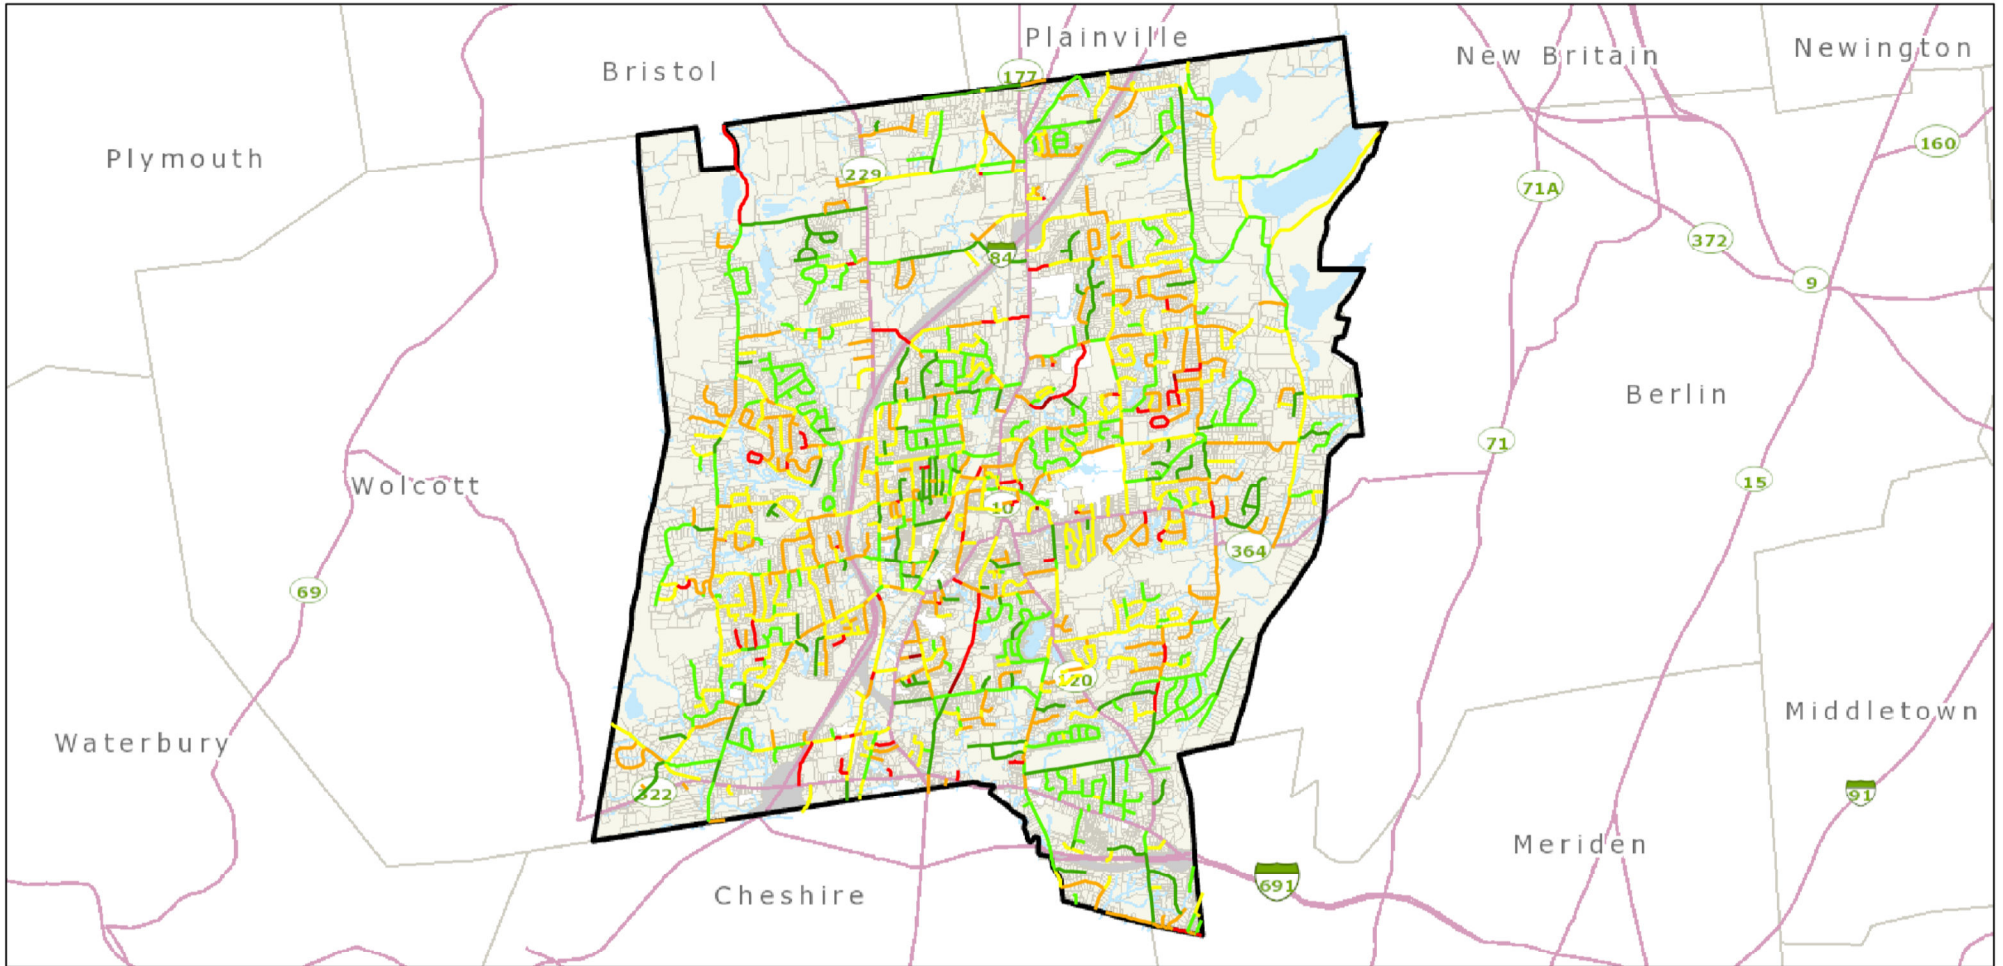 Plainville
Newington
New Britain
Bristol
177
160
Plymouth
229
71A
372
84
9
Berlin
71
15
Wolcott
10
364
69
120
Middletown
Waterbury
322
91
Meriden
691
Cheshire